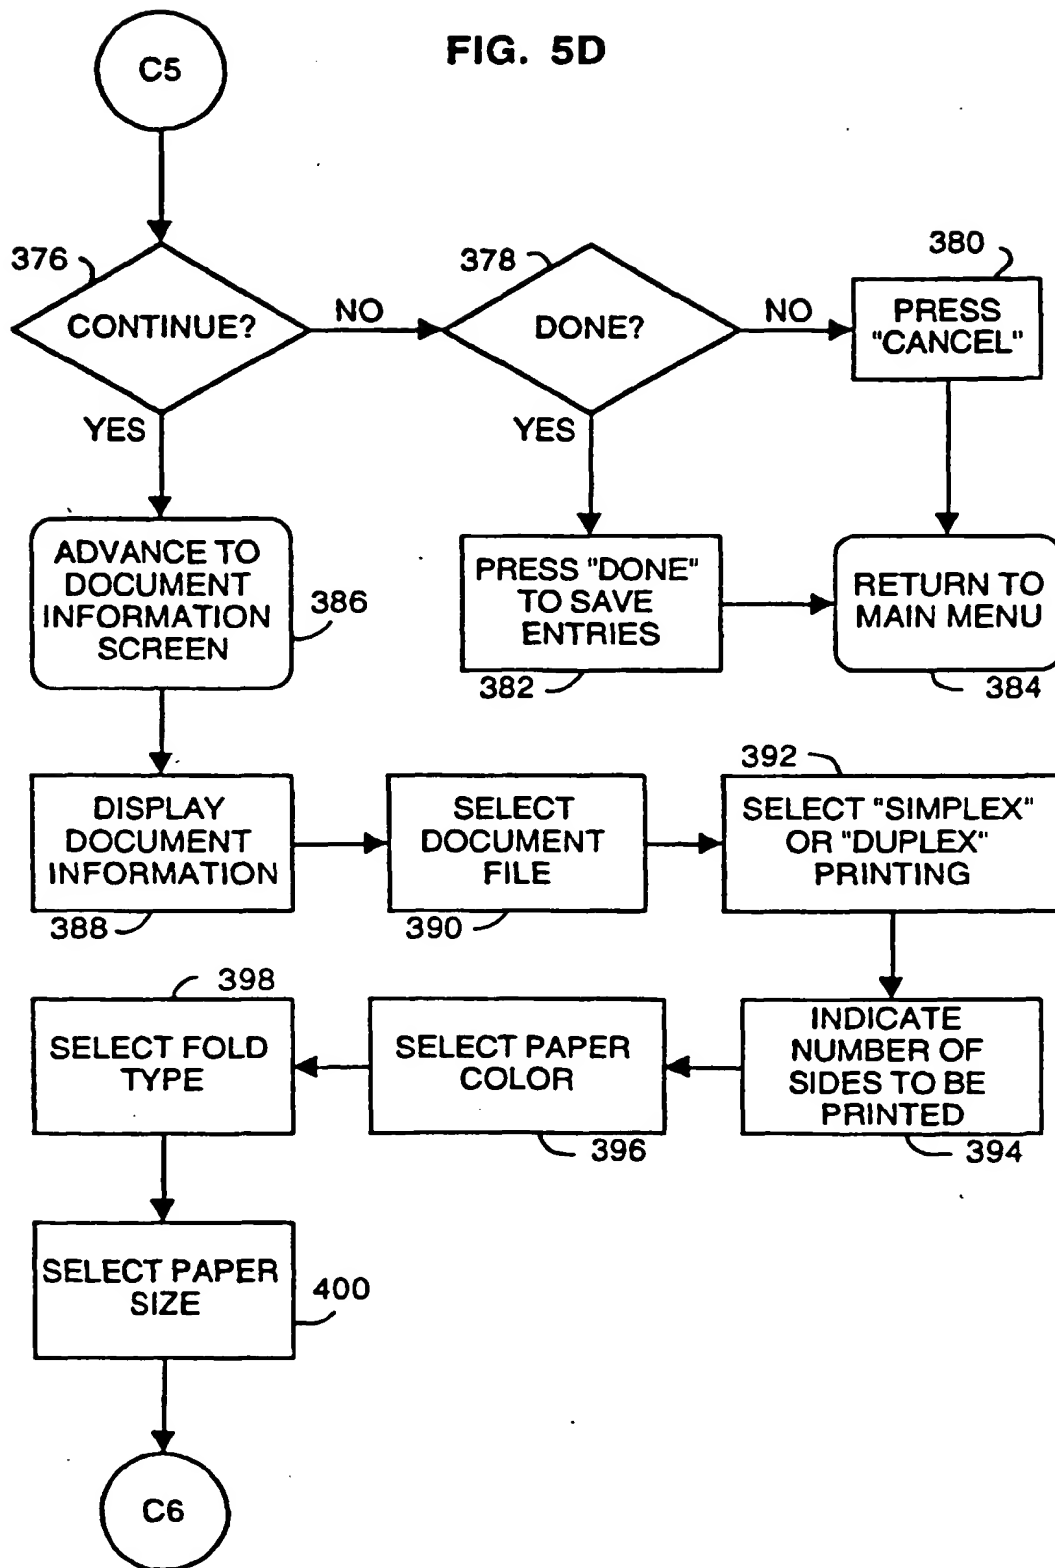 FIG. 5D
C5
376
CONTINUE?
NO
378
DONE?
NO
380
PRESS
"CANCEL"
YES
YES
ADVANCE TO
DOCUMENT
INFORMATION
SCREEN
386
PRESS "DONE"
TO SAVE
ENTRIES
382
RETURN TO
MAIN MENU
384
DISPLAY
DOCUMENT
INFORMATION
388
SELECT
DOCUMENT
FILE
390
392
SELECT "SIMPLEX"
OR "DUPLEX"
PRINTING
INDICATE
NUMBER OF
SIDES TO BE
PRINTED
394
SELECT PAPER
COLOR
396
398
SELECT FOLD
TYPE
SELECT PAPER
SIZE
400
C6